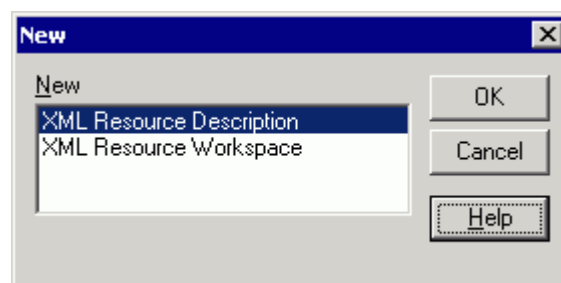 New
New
XML Resource Description
XML Resource Workspace
OK
Cancel
Help